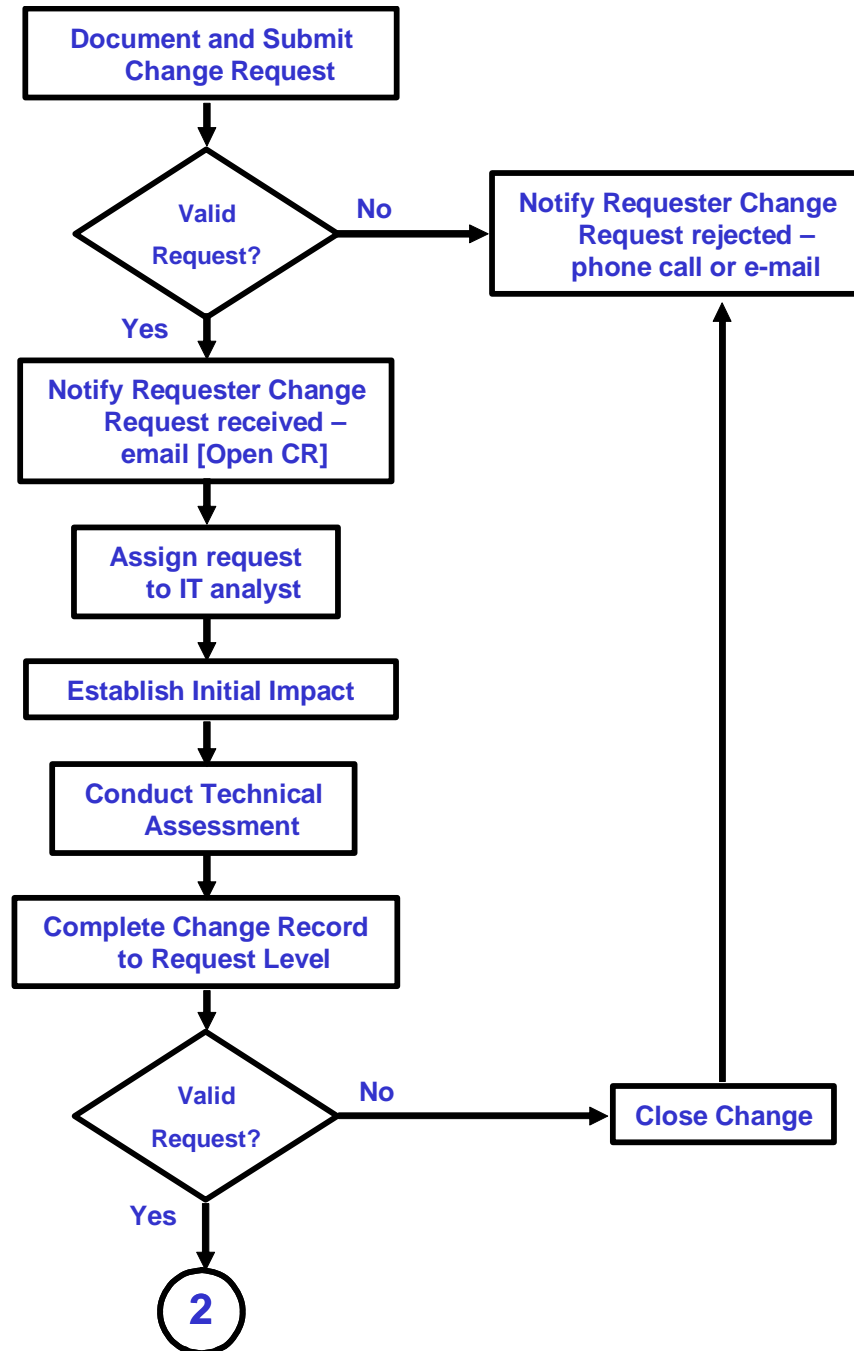 Document and Submit
Change Request
Valid
Request?
No
Notify Requester Change
Request rejected –
phone call or e-mail
Yes
Notify Requester Change
Request received –
email [Open CR]
Assign request
to IT analyst
Establish Initial Impact
Conduct Technical
Assessment
Complete Change Record
to Request Level
Valid
Request?
No
Close Change
Yes
2